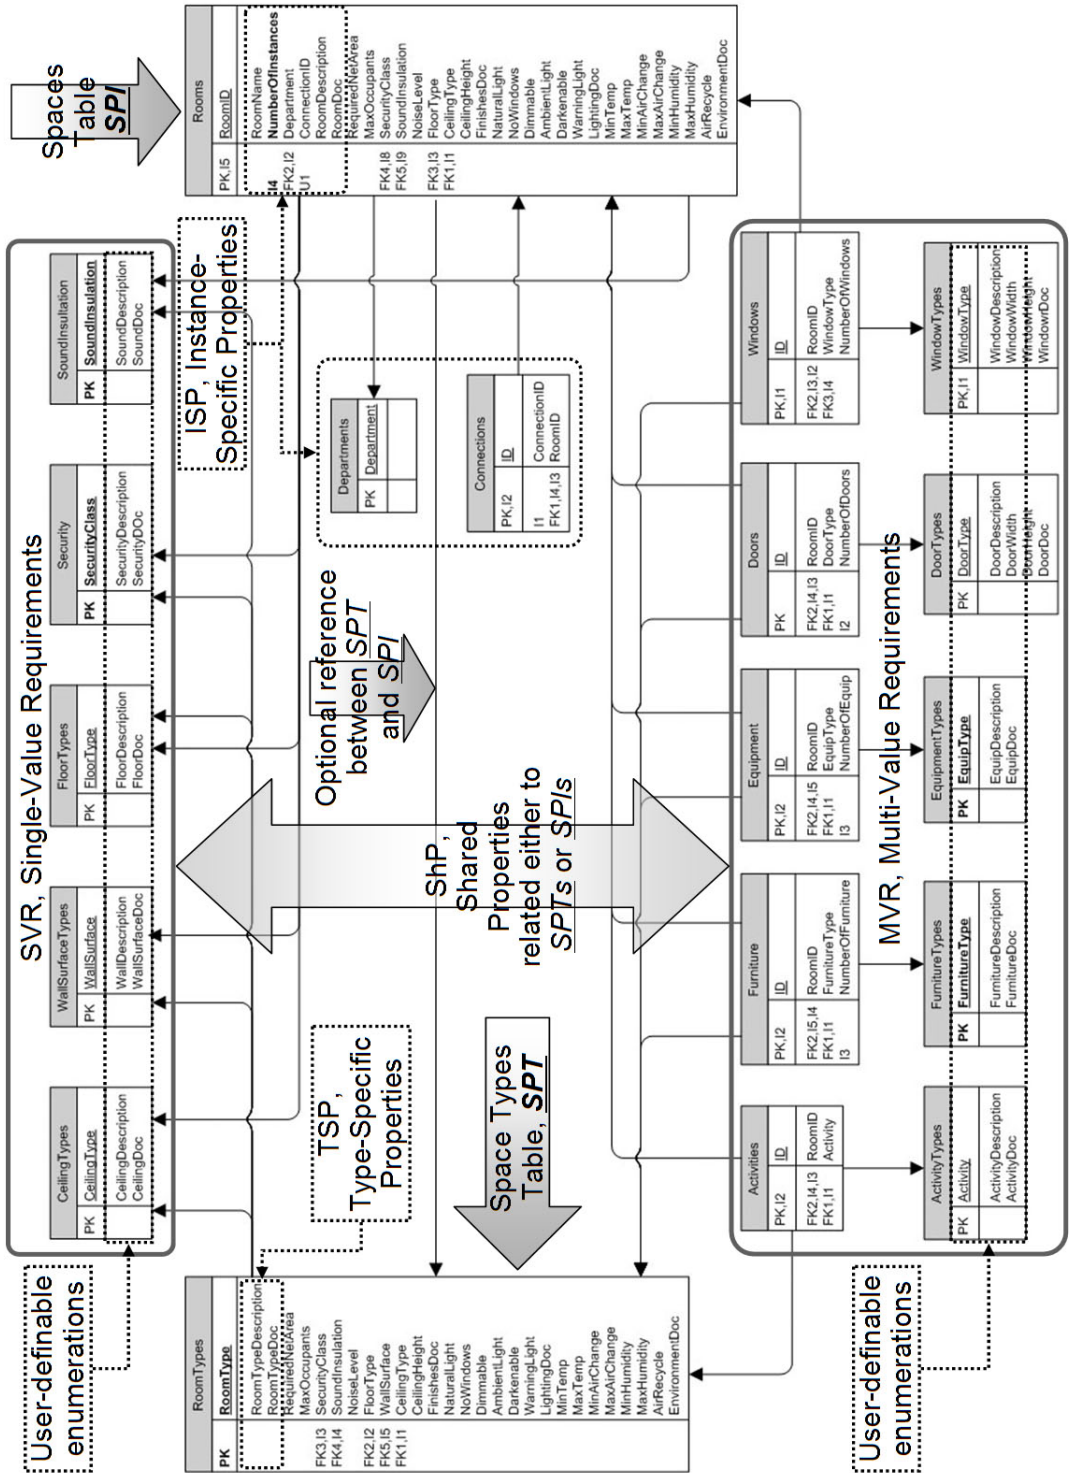 Spaces
Table
SPI
SVR, Single-Value Requirements
User-definable
enumerations
CeilingTypes
PK
CeilingType
CeilingDescription
CeilingDoc
WallSurfaceTypes
PK
WallSurface
WallDescription
WallSurfaceDoc
FloorTypes
PK
FloorType
FloorDescription
FloorDoc
Security
PK
SecurityClass
SecurityDescription
SecurityDOc
SoundInsultation
PK
SoundInsulation
SoundDescription
SoundDoc
RoomTypes
PK
RoomType
RoomTypeDescription
RoomTypeDoc
RequiredNetArea
MaxOccupants
FK3,I3
SecurityClass
FK4,I4
SoundInsulation
NoiseLevel
FK2,I2
FloorType
FK5,I5
WallSurface
FK1,I1
CeilingType
CeilingHeight
FinishesDoc
NaturalLight
NoWindows
Dimmable
AmbientLight
Darkenable
WarningLight
LightingDoc
MinTemp
MaxTemp
MinAirChange
MaxAirChange
MinHumidity
MaxHumidity
AirRecycle
EnvironmentDoc
TSP,
Type-Specific
Properties
Space Types
Table, SPT
ShP,
Shared
Properties
related either to
SPTs or SPIs
Optional reference
between SPT
and SPI
ISP, Instance-
Specific Properties
Departments
PK
Department
Connections
PK,I2
ID
I1
ConnectionID
FK1,I4,I3
RoomID
Rooms
PK,I5
RoomID
RoomName
I4
NumberOfInstances
FK2,I2
Department
U1
ConnectionID
RoomDescription
RoomDoc
RequiredNetArea
MaxOccupants
FK4,I8
SecurityClass
FK5,I9
SoundInsulation
NoiseLevel
FK3,I3
FloorType
FK1,I1
CeilingType
CeilingHeight
FinishesDoc
NaturalLight
NoWindows
Dimmable
AmbientLight
Darkenable
WarningLight
LightingDoc
MinTemp
MaxTemp
MinAirChange
MaxAirChange
MinHumidity
MaxHumidity
AirRecycle
EnvironmentDoc
Activities
PK,I2
ID
FK2,I4,I3
RoomID
FK1,I1
Activity
Furniture
PK,I2
ID
FK2,I5,I4
RoomID
FK1,I1
FurnitureType
I3
NumberOfFurniture
Equipment
PK,I2
ID
FK2,I4,I5
RoomID
FK1,I1
EquipType
I3
NumberOfEquip
Doors
PK
ID
FK2,I4,I3
RoomID
FK1,I1
DoorType
I2
NumberOfDoors
Windows
PK,I1
ID
FK2,I3,I2
RoomID
FK3,I4
WindowType
NumberOfWindows
MVR, Multi-Value Requirements
User-definable
enumerations
ActivityTypes
PK
Activity
ActivityDescription
ActivityDoc
FurnitureTypes
PK
FurnitureType
FurnitureDescription
FurnitureDoc
EquipmentTypes
PK
EquipType
EquipDescription
EquipDoc
DoorTypes
PK
DoorType
DoorDescription
DoorWidth
DoorHeight
DoorDoc
WindowTypes
PK,I1
WindowType
WindowDescription
WindowWidth
WindowHeight
WindowrDoc